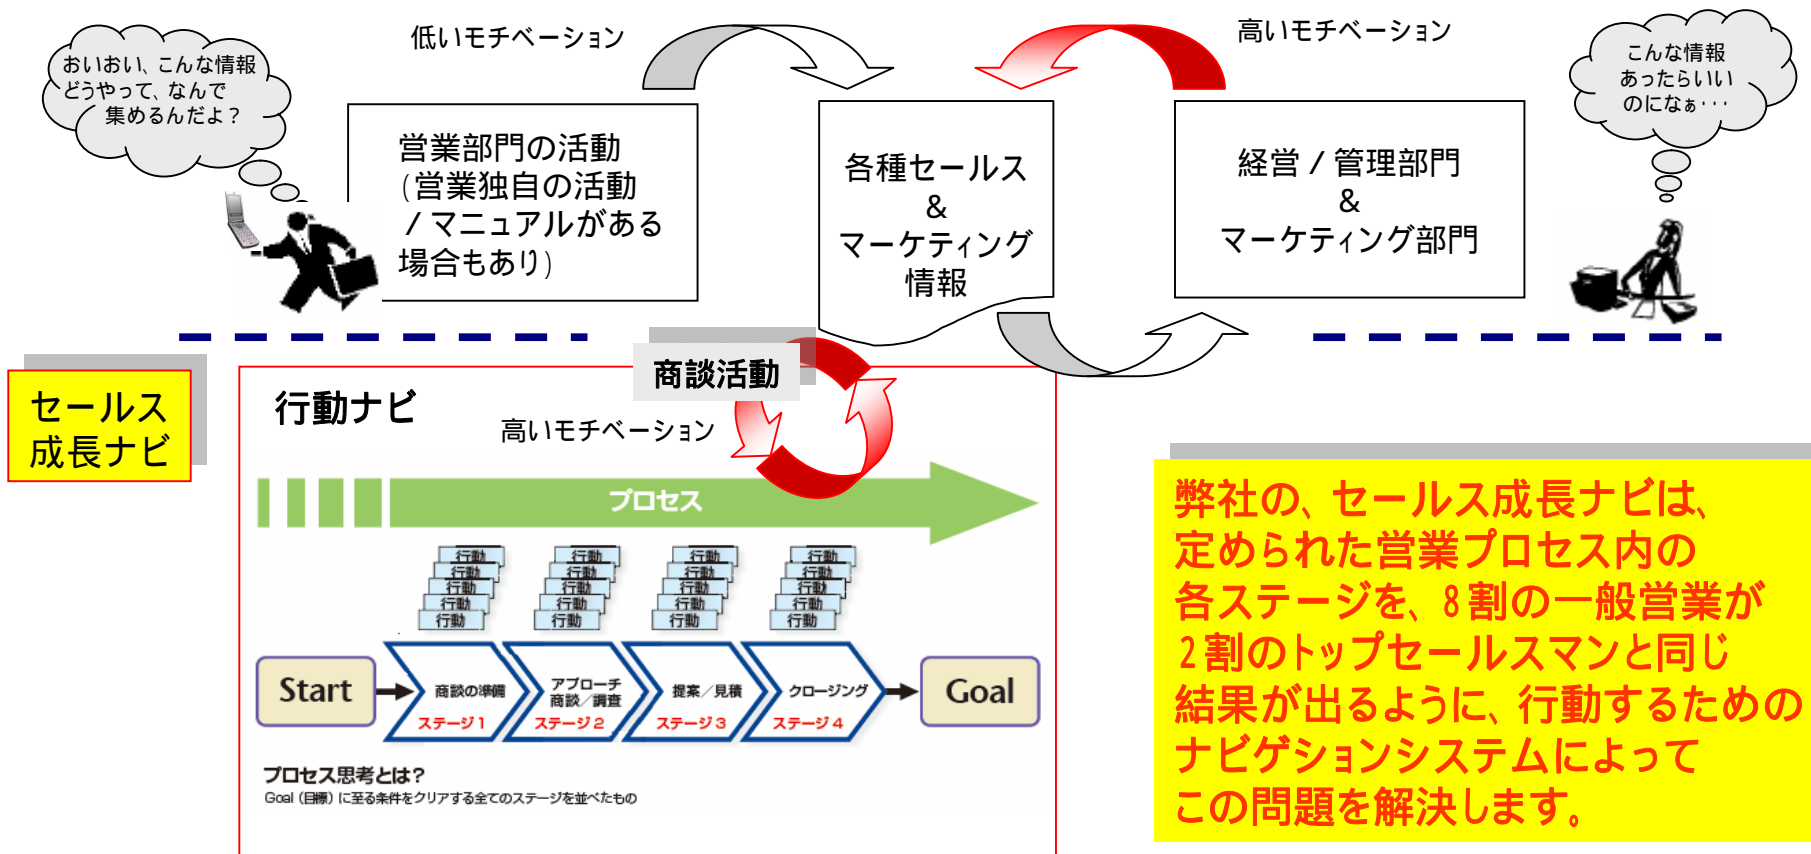 おいおい、こんな情報
どうやって、なんで
集めるんだよ？
低いモチベーション
高いモチベーション
こんな情報
あったらいい
のになぁ・・・
営業部門の活動
(営業独自の活動
／マニュアルがある
場合もあり)
各種セールス
＆
マーケティング
情報
経営／管理部門
＆
マーケティング部門
商談活動
セールス
成長ナビ
行動ナビ
高いモチベーション
プロセス
行動 行動 行動 行動
行動 行動 行動 行動
行動 行動 行動 行動
行動 行動 行動 行動
行動 行動 行動 行動
Start
商談の準備
ステージ1
アプローチ
商談／調査
ステージ2
提案／見積
ステージ3
クロージング
ステージ4
Goal
プロセス思考とは？
Goal（目標）に至る条件をクリアする全てのステージを並べたもの
弊社の、セールス成長ナビは、
定められた営業プロセス内の
各ステージを、8割の一般営業が
2割のトップセールスマンと同じ
結果が出るように、行動するための
ナビゲションシステムによって
この問題を解決します。